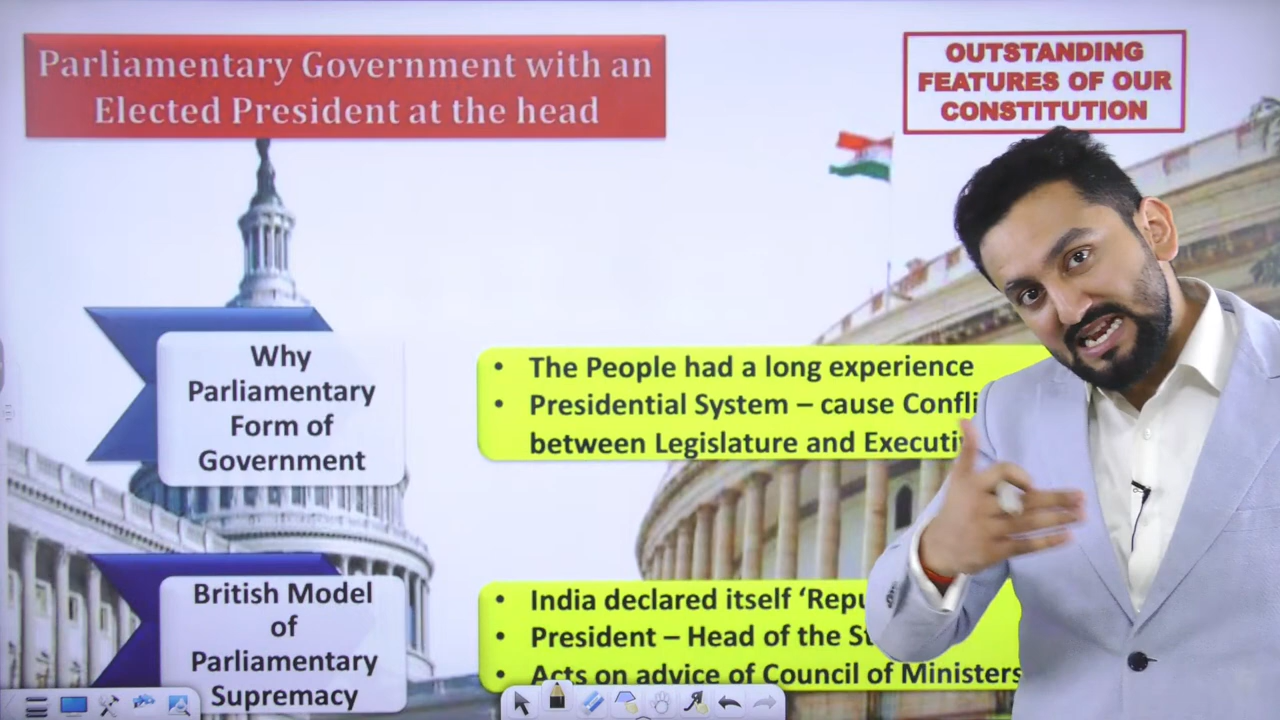 Parliamentary Government with an
Elected President at the head
OUTSTANDING
FEATURES OF OUR
CONSTITUTION
Why
Parliamentary
Form of
Government
• The People had a long experience
• Presidential System – cause
between Legislature and
British Model
of
Parliamentary
Supremacy
• India declared itself
• President – Head of the
• Acts on advice of Council of Ministers